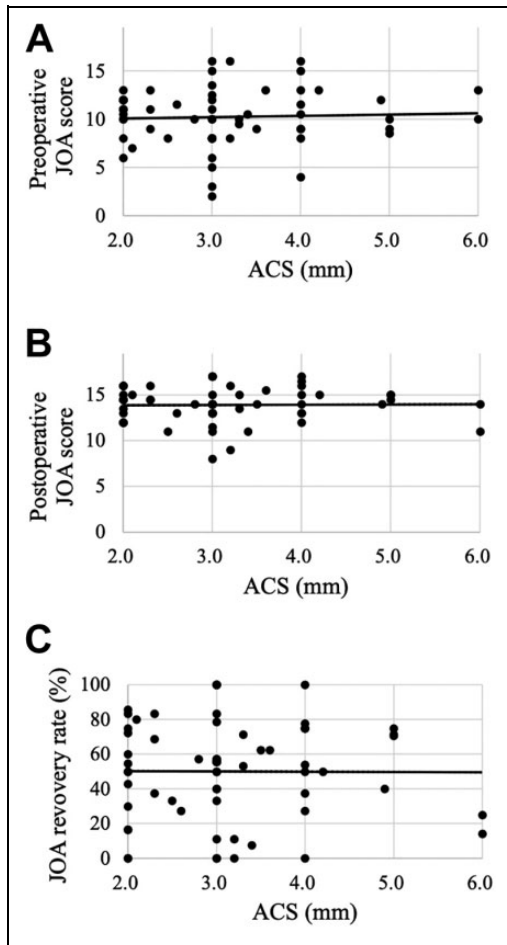 A
Preoperative
JOA score
15
10
5
0
2.0 3.0 4.0 5.0 6.0
ACS (mm)
B
Postoperative
JOA score
15
10
5
0
2.0 3.0 4.0 5.0 6.0
ACS (mm)
C
JOA revovery rate (%)
100
80
60
40
20
0
2.0 3.0 4.0 5.0 6.0
ACS (mm)